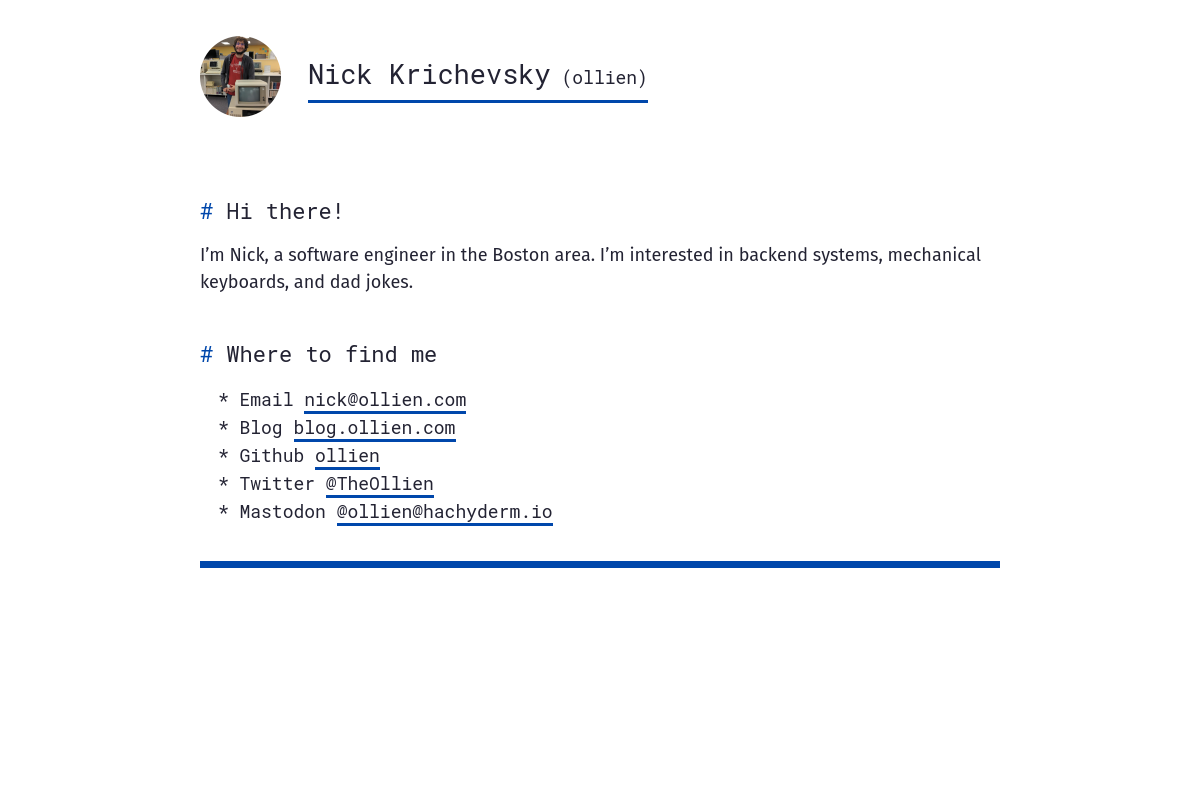 Nick Krichevsky (ollien)
# Hi there!
I’m Nick, a software engineer in the Boston area. I’m interested in backend systems, mechanical
keyboards, and dad jokes.
# Where to find me
* Email nick@ollien.com
* Blog blog.ollien.com
* Github ollien
* Twitter @TheOllien
* Mastodon @ollien@hachyderm.io